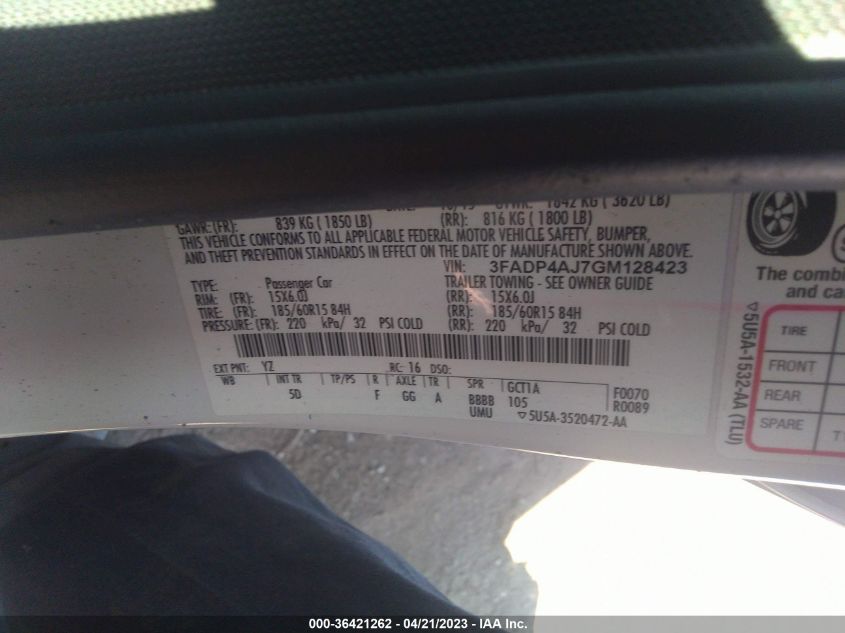 1642 KG ( 3620 LB)
GAWR: (FR): 839 KG ( 1850 LB) (RR): 816 KG ( 1800 LB)
THIS VEHICLE CONFORMS TO ALL APPLICABLE FEDERAL MOTOR VEHICLE SAFETY, BUMPER,
AND THEFT PREVENTION STANDARDS IN EFFECT ON THE DATE OF MANUFACTURE SHOWN ABOVE.
VIN: 3FADP4AJ7GM128423
TYPE: Passenger Car TRAILER TOWING - SEE OWNER GUIDE
RIM: (FR): 15X6.0J (RR): 15X6.0J
TIRE: (FR): 185/60R15 84H (RR): 185/60R15 84H
PRESSURE: (FR): 220 kPa/ 32 PSI COLD (RR): 220 kPa/ 32 PSI COLD
EXT PNT: YZ RC: 16 DSO:
WB INT TR TP/PS R AXLE TR SPR GCT1A F0070
5D F GG A BBBB 105 R0089
UMU ▽5U5A-3520472-AA
The combi
and ca
▽5U5A-1532-AA (TLU)
TIRE
FRONT
REAR
SPARE
000-36421262 - 04/21/2023 - © IAA, Inc.